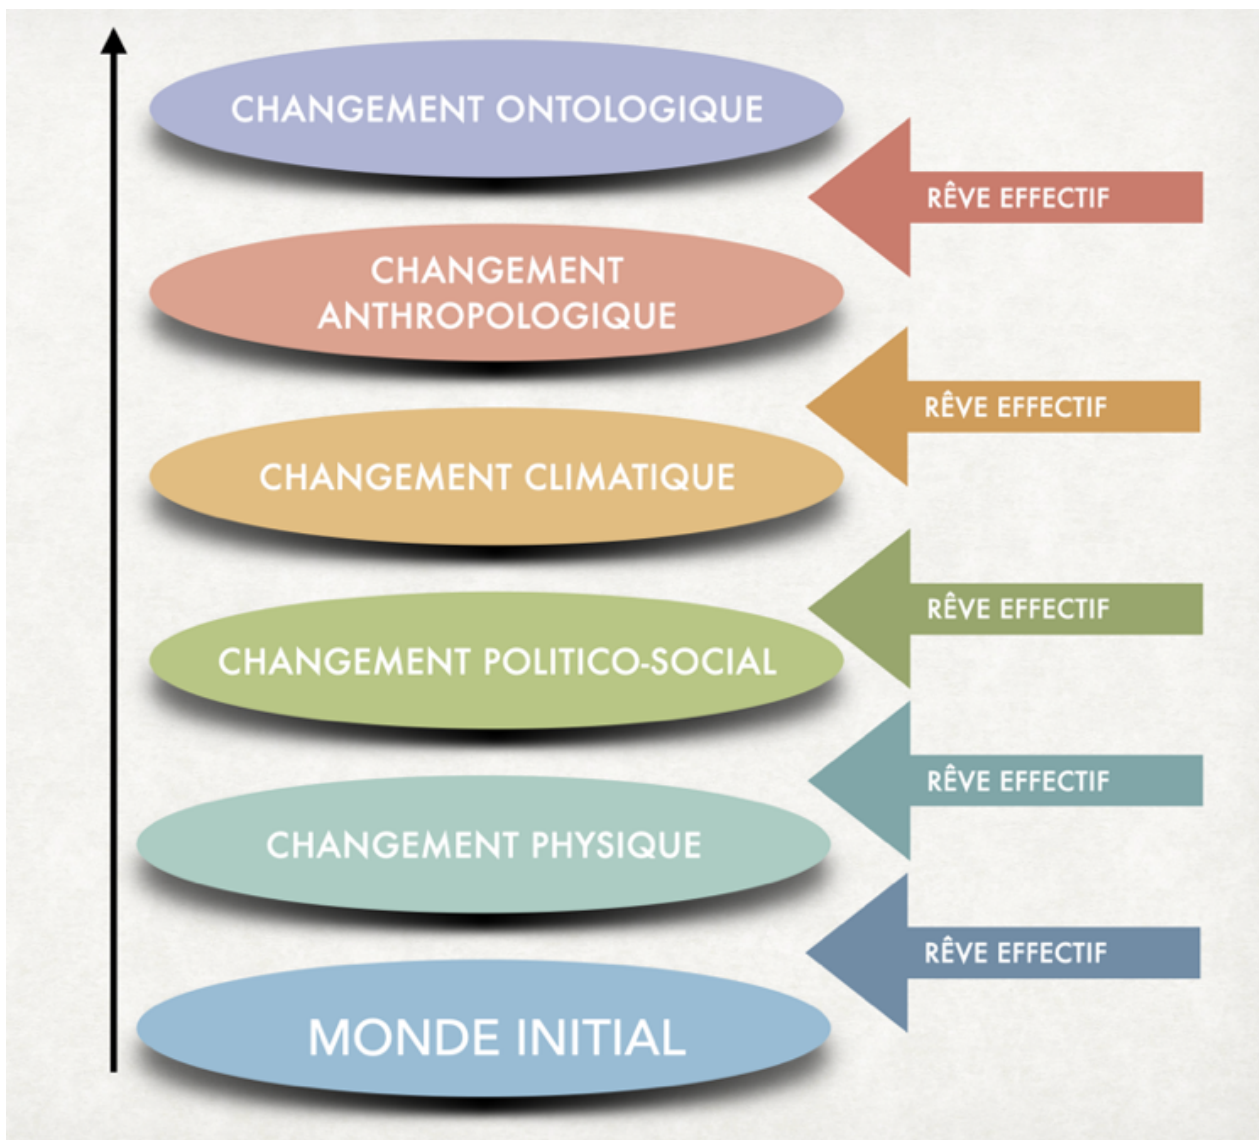 CHANGEMENT ONTOLOGIQUE
RÊVE EFFECTIF
CHANGEMENT
ANTHROPOLOGIQUE
RÊVE EFFECTIF
CHANGEMENT CLIMATIQUE
RÊVE EFFECTIF
CHANGEMENT POLITICO-SOCIAL
RÊVE EFFECTIF
CHANGEMENT PHYSIQUE
RÊVE EFFECTIF
MONDE INITIAL